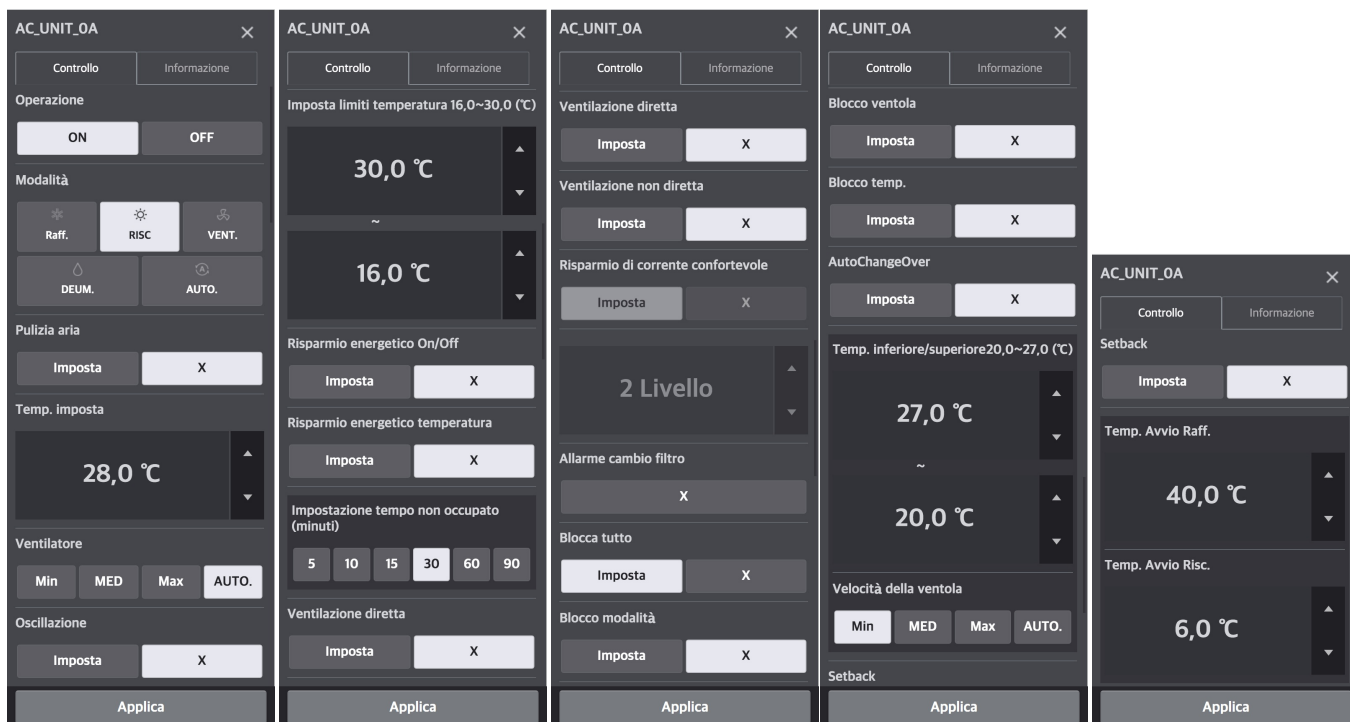 AC_UNIT_0A ×
Controllo Informazione
Operazione
ON OFF
Modalità
Raff. RISC VENT.
DEUM. AUTO.
Pulizia aria
Imposta X
Temp. imposta
28,0 ℃
Ventilatore
Min MED Max AUTO.
Oscillazione
Imposta X
Applica
AC_UNIT_0A ×
Controllo Informazione
Imposta limiti temperatura 16,0~30,0 (℃)
30,0 ℃
~
16,0 ℃
Risparmio energetico On/Off
Imposta X
Risparmio energetico temperatura
Imposta X
Impostazione tempo non occupato
(minuti)
5 10 15 30 60 90
Ventilazione diretta
Imposta X
Applica
AC_UNIT_0A ×
Controllo Informazione
Ventilazione diretta
Imposta X
Ventilazione non diretta
Imposta X
Risparmio di corrente confortevole
Imposta X
2 Livello
Allarme cambio filtro
X
Blocca tutto
Imposta X
Blocco modalità
Imposta X
Applica
AC_UNIT_0A ×
Controllo Informazione
Blocco ventola
Imposta X
Blocco temp.
Imposta X
AutoChangeOver
Imposta X
Temp. inferiore/superiore20,0~27,0 (℃)
27,0 ℃
~
20,0 ℃
Velocità della ventola
Min MED Max AUTO.
Setback
Applica
AC_UNIT_0A ×
Controllo Informazione
Setback
Imposta X
Temp. Avvio Raff.
40,0 ℃
Temp. Avvio Risc.
6,0 ℃
Applica